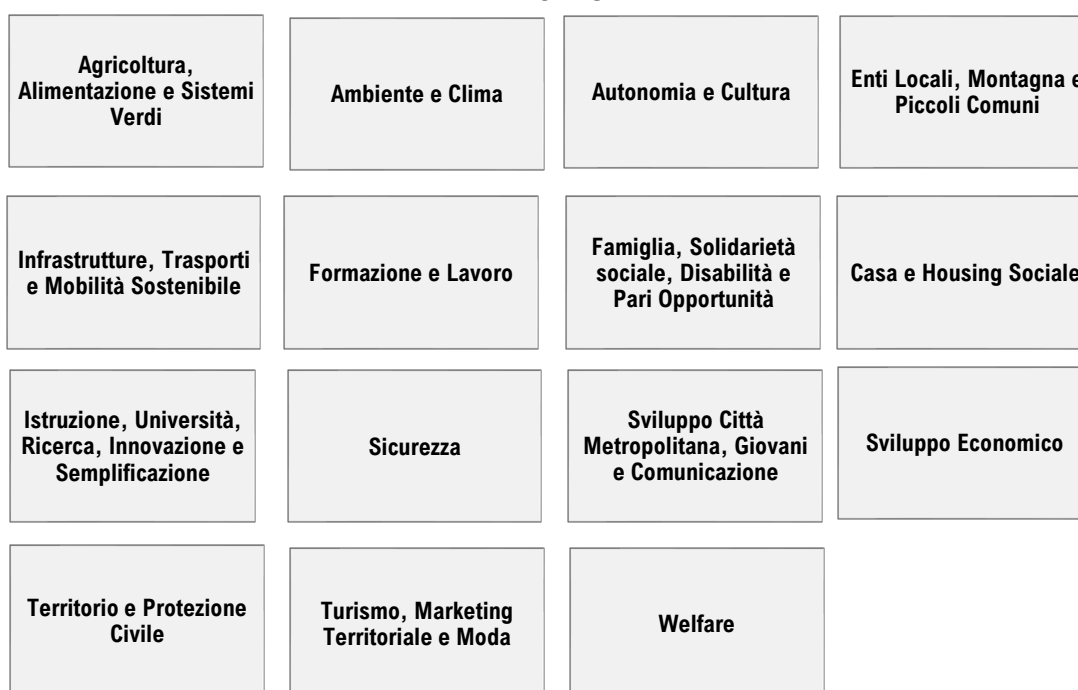 Agricoltura,
Alimentazione e Sistemi
Verdi
Ambiente e Clima
Autonomia e Cultura
Enti Locali, Montagna e
Piccoli Comuni
Infrastrutture, Trasporti
e Mobilità Sostenibile
Formazione e Lavoro
Famiglia, Solidarietà
sociale, Disabilità e
Pari Opportunità
Casa e Housing Sociale
Istruzione, Università,
Ricerca, Innovazione e
Semplificazione
Sicurezza
Sviluppo Città
Metropolitana, Giovani
e Comunicazione
Sviluppo Economico
Territorio e Protezione
Civile
Turismo, Marketing
Territoriale e Moda
Welfare